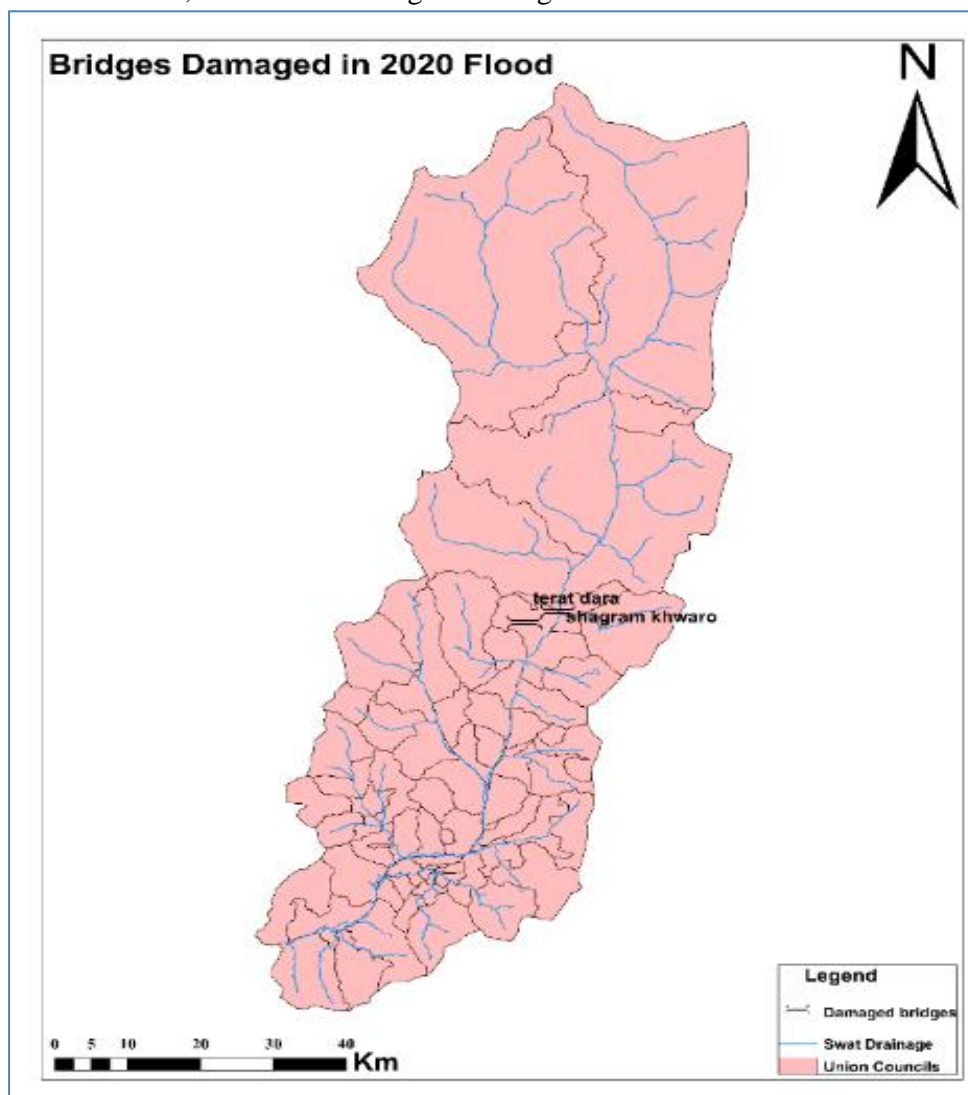 Bridges Damaged in 2020 Flood
N
terat dara
shagram khwaro
Legend
Damaged bridges
Swat Drainage
Union Councils
0 5 10 20 30 40
Km